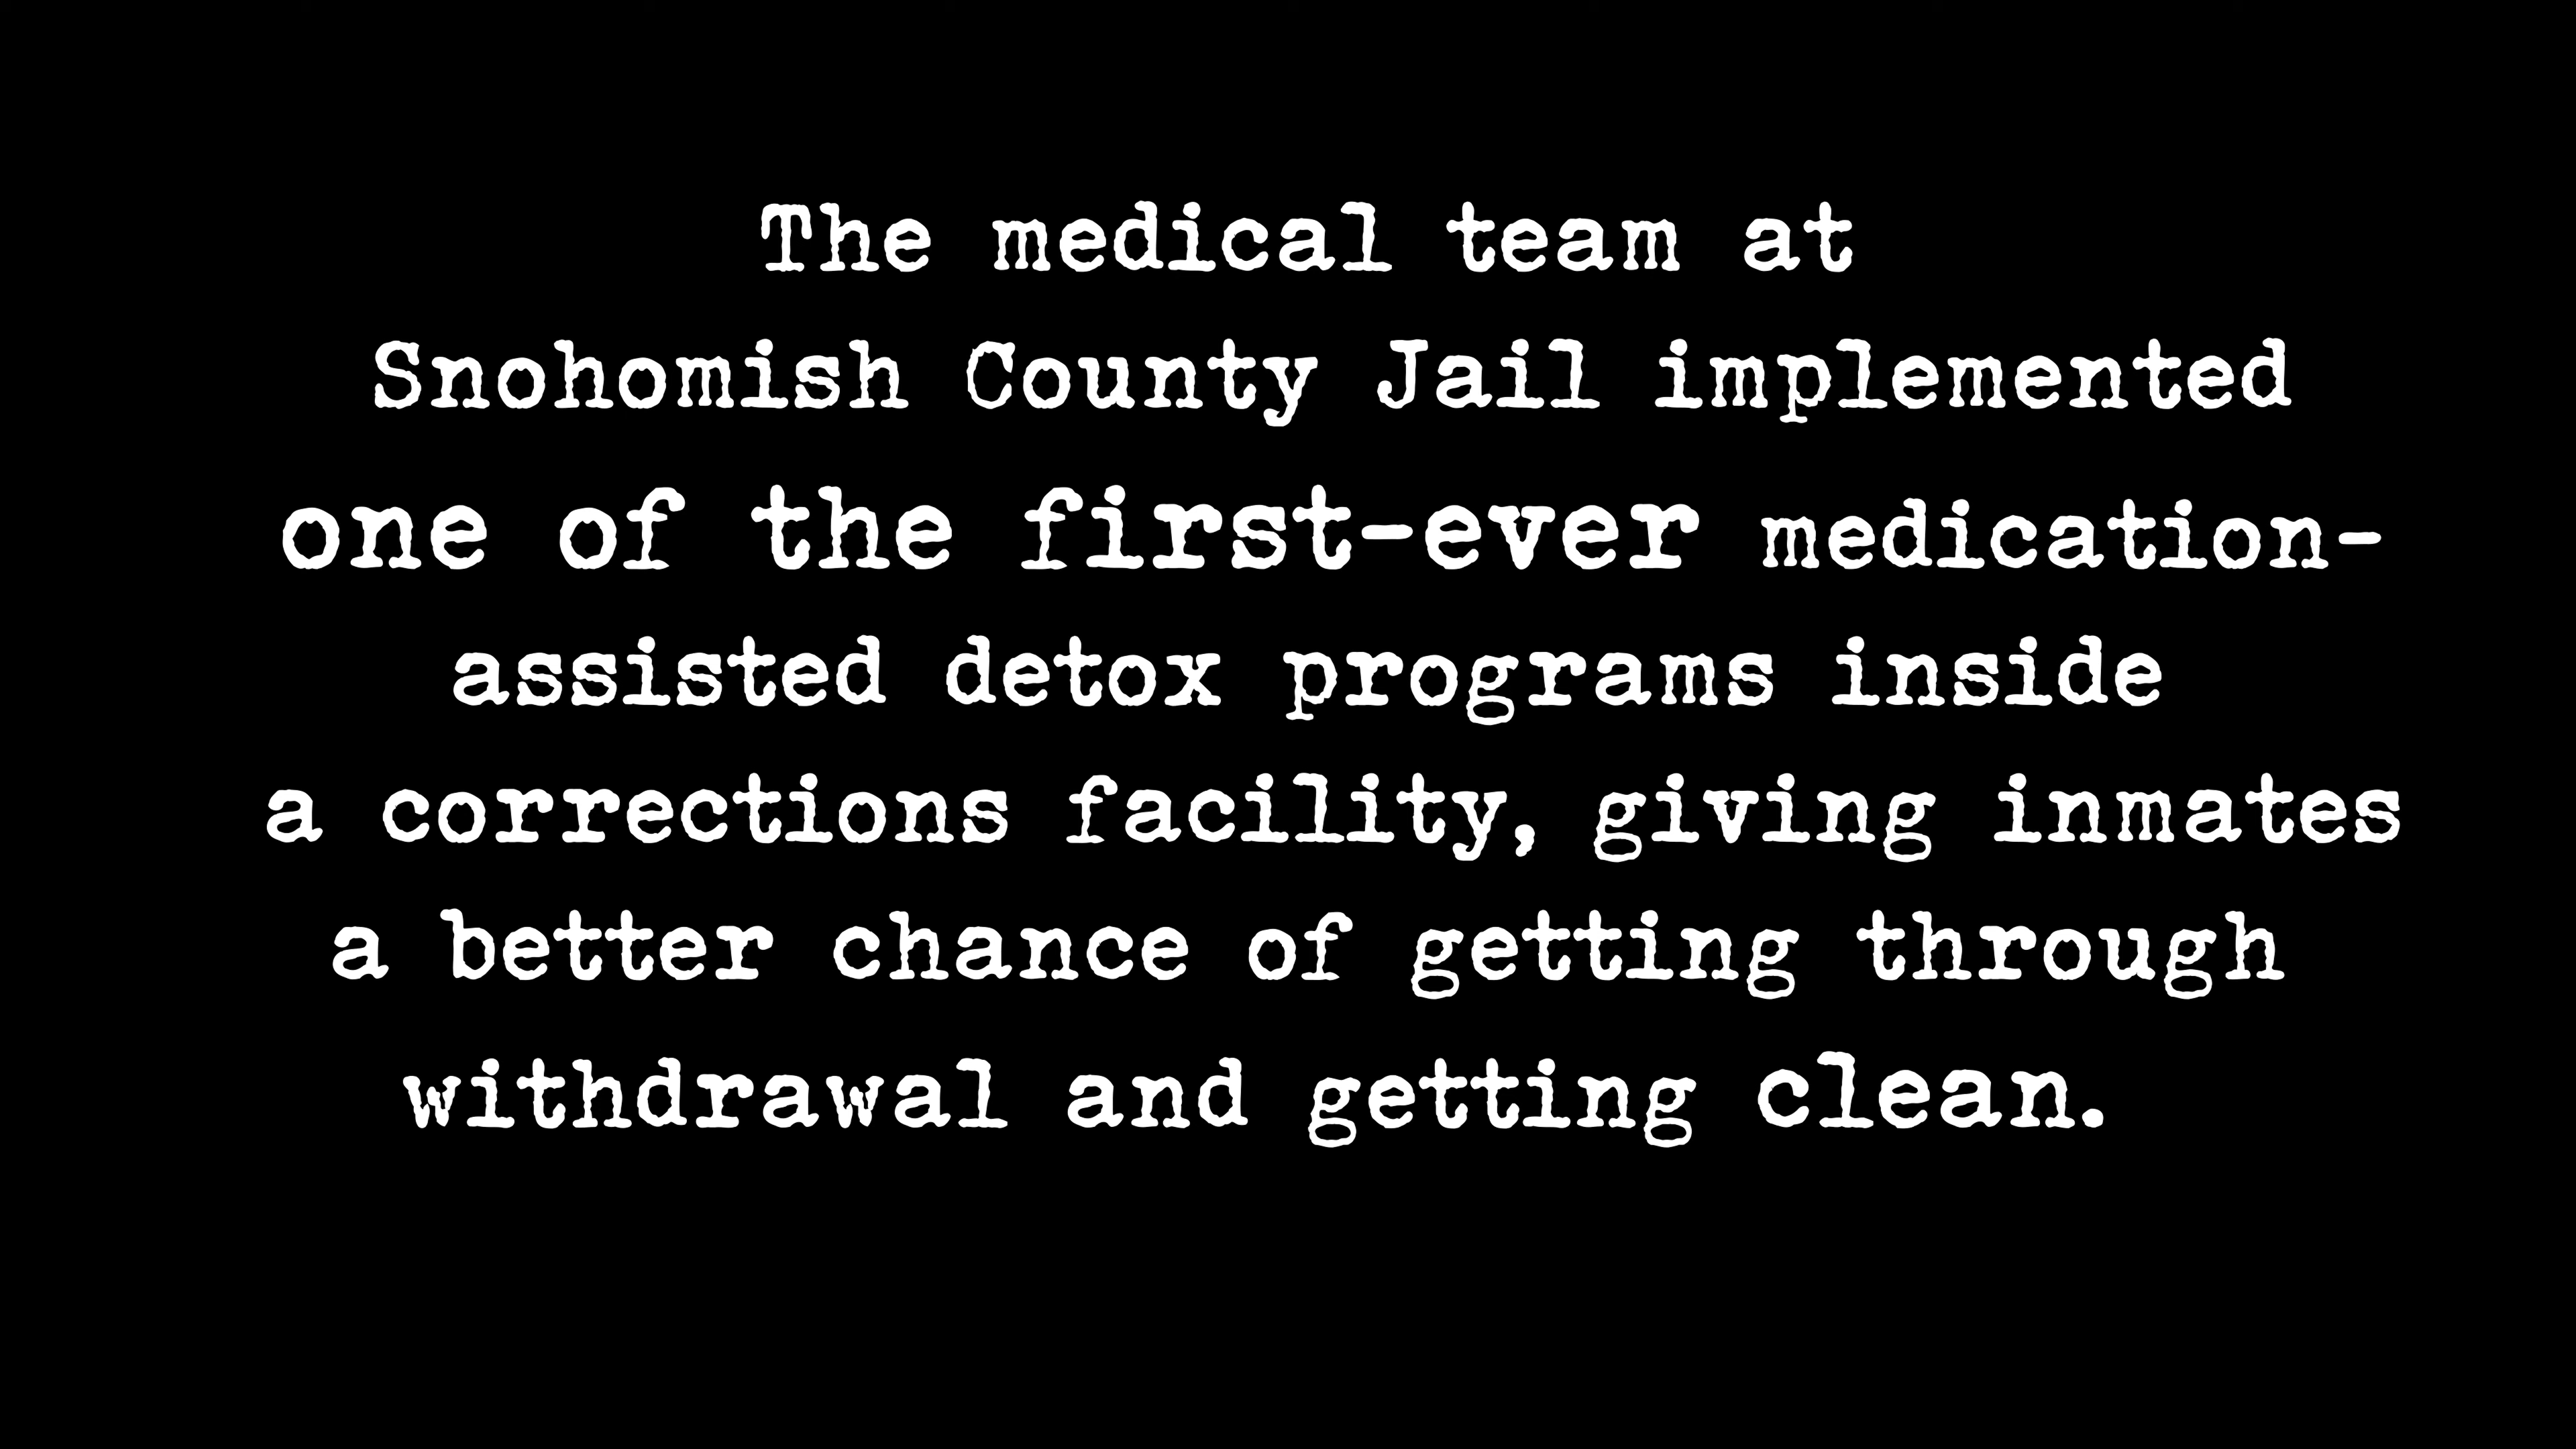 The medical team at
Snohomish County Jail implemented
one of the first-ever medication-
assisted detox programs inside
a corrections facility, giving inmates
a better chance of getting through
withdrawal and getting clean.